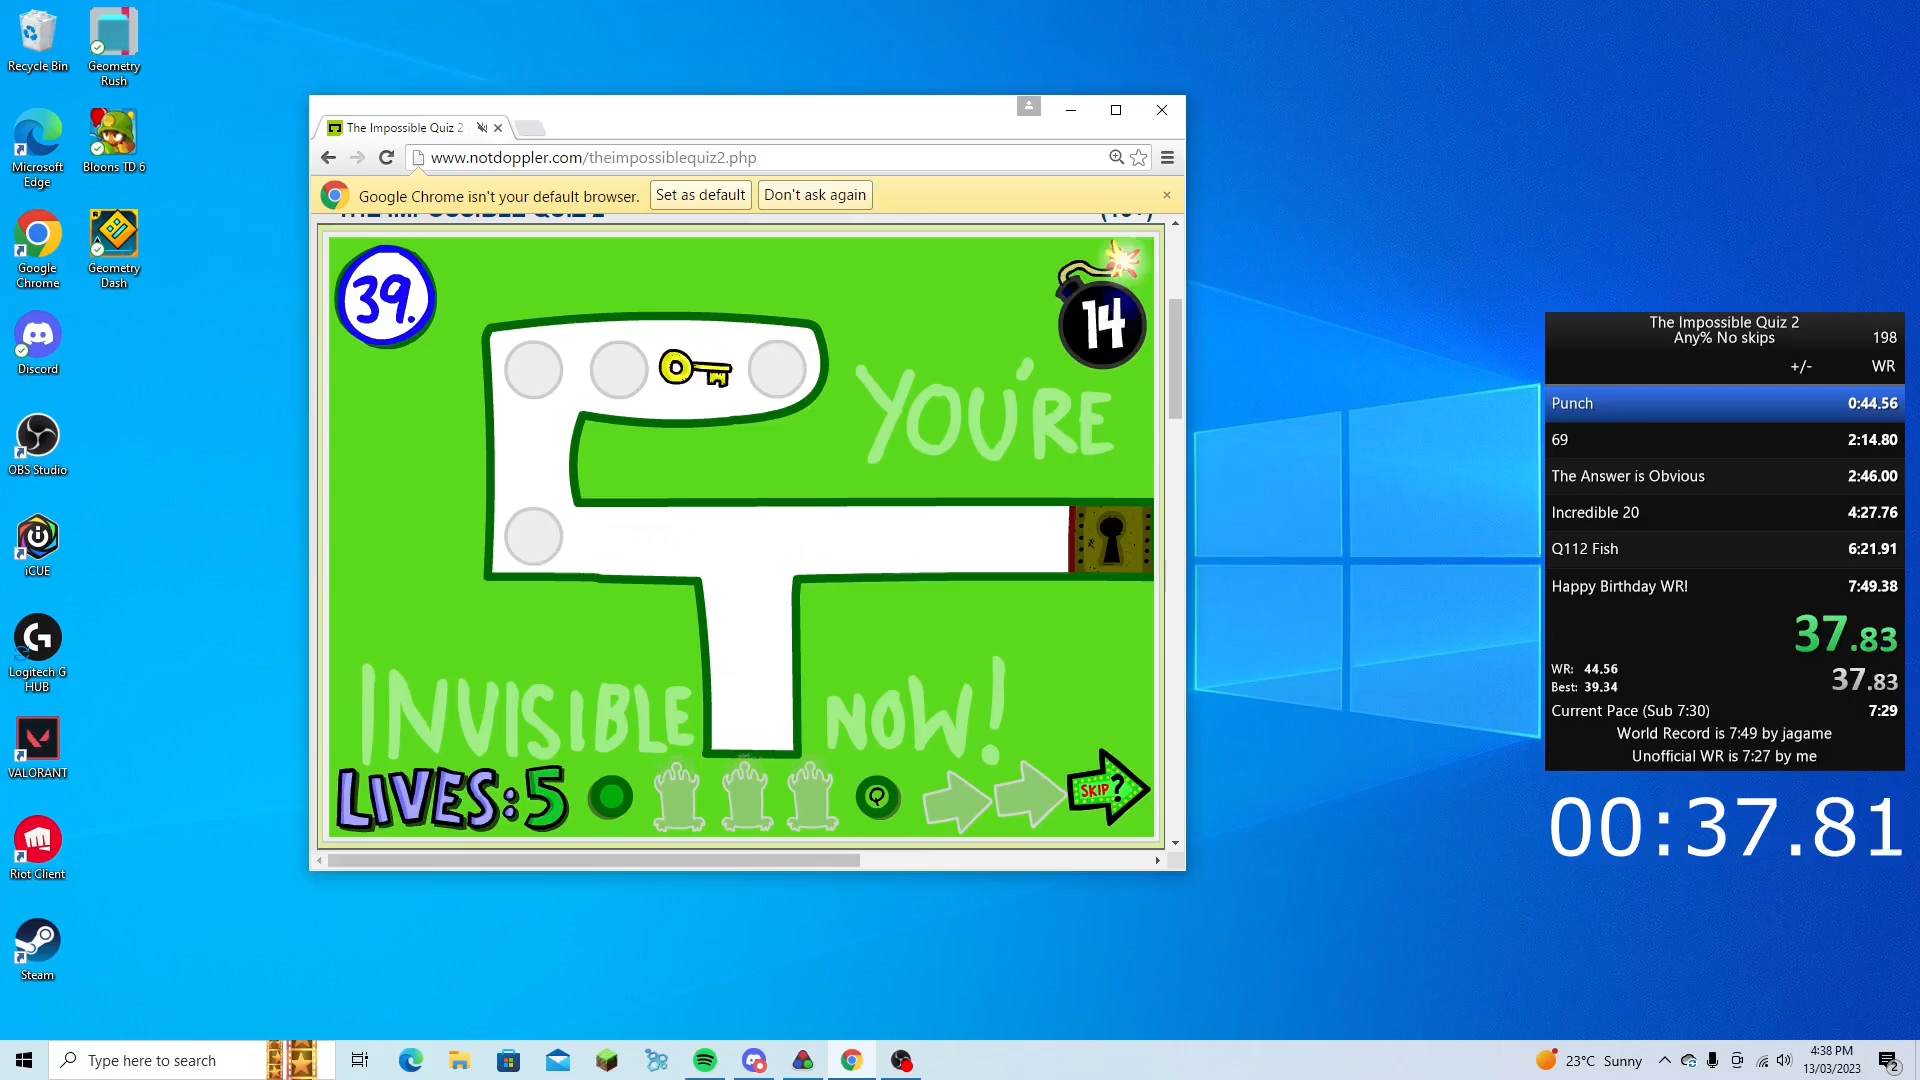 Recycle Bin
Geometry
Rush
Microsoft
Edge
Bloons TD 6
Google
Chrome
Geometry
Dash
Discord
OBS Studio
iCUE
Logitech G
HUB
VALORANT
Riot Client
Steam
The Impossible Quiz 2
www.notdoppler.com/theimpossiblequiz2.php
Google Chrome isn't your default browser.
Set as default
Don't ask again
39.
14
YOU'RE
INVISIBLE NOW!
LIVES: 5
SKIP?
The Impossible Quiz 2
Any% No skips
198
+/- WR
Punch 0:44.56
69 2:14.80
The Answer is Obvious 2:46.00
Incredible 20 4:27.76
Q112 Fish 6:21.91
Happy Birthday WR! 7:49.38
37.83
WR: 44.56
Best: 39.34
37.83
Current Pace (Sub 7:30) 7:29
World Record is 7:49 by jagame
Unofficial WR is 7:27 by me
00:37.81
Type here to search
23°C Sunny
4:38 PM
13/03/2023
2